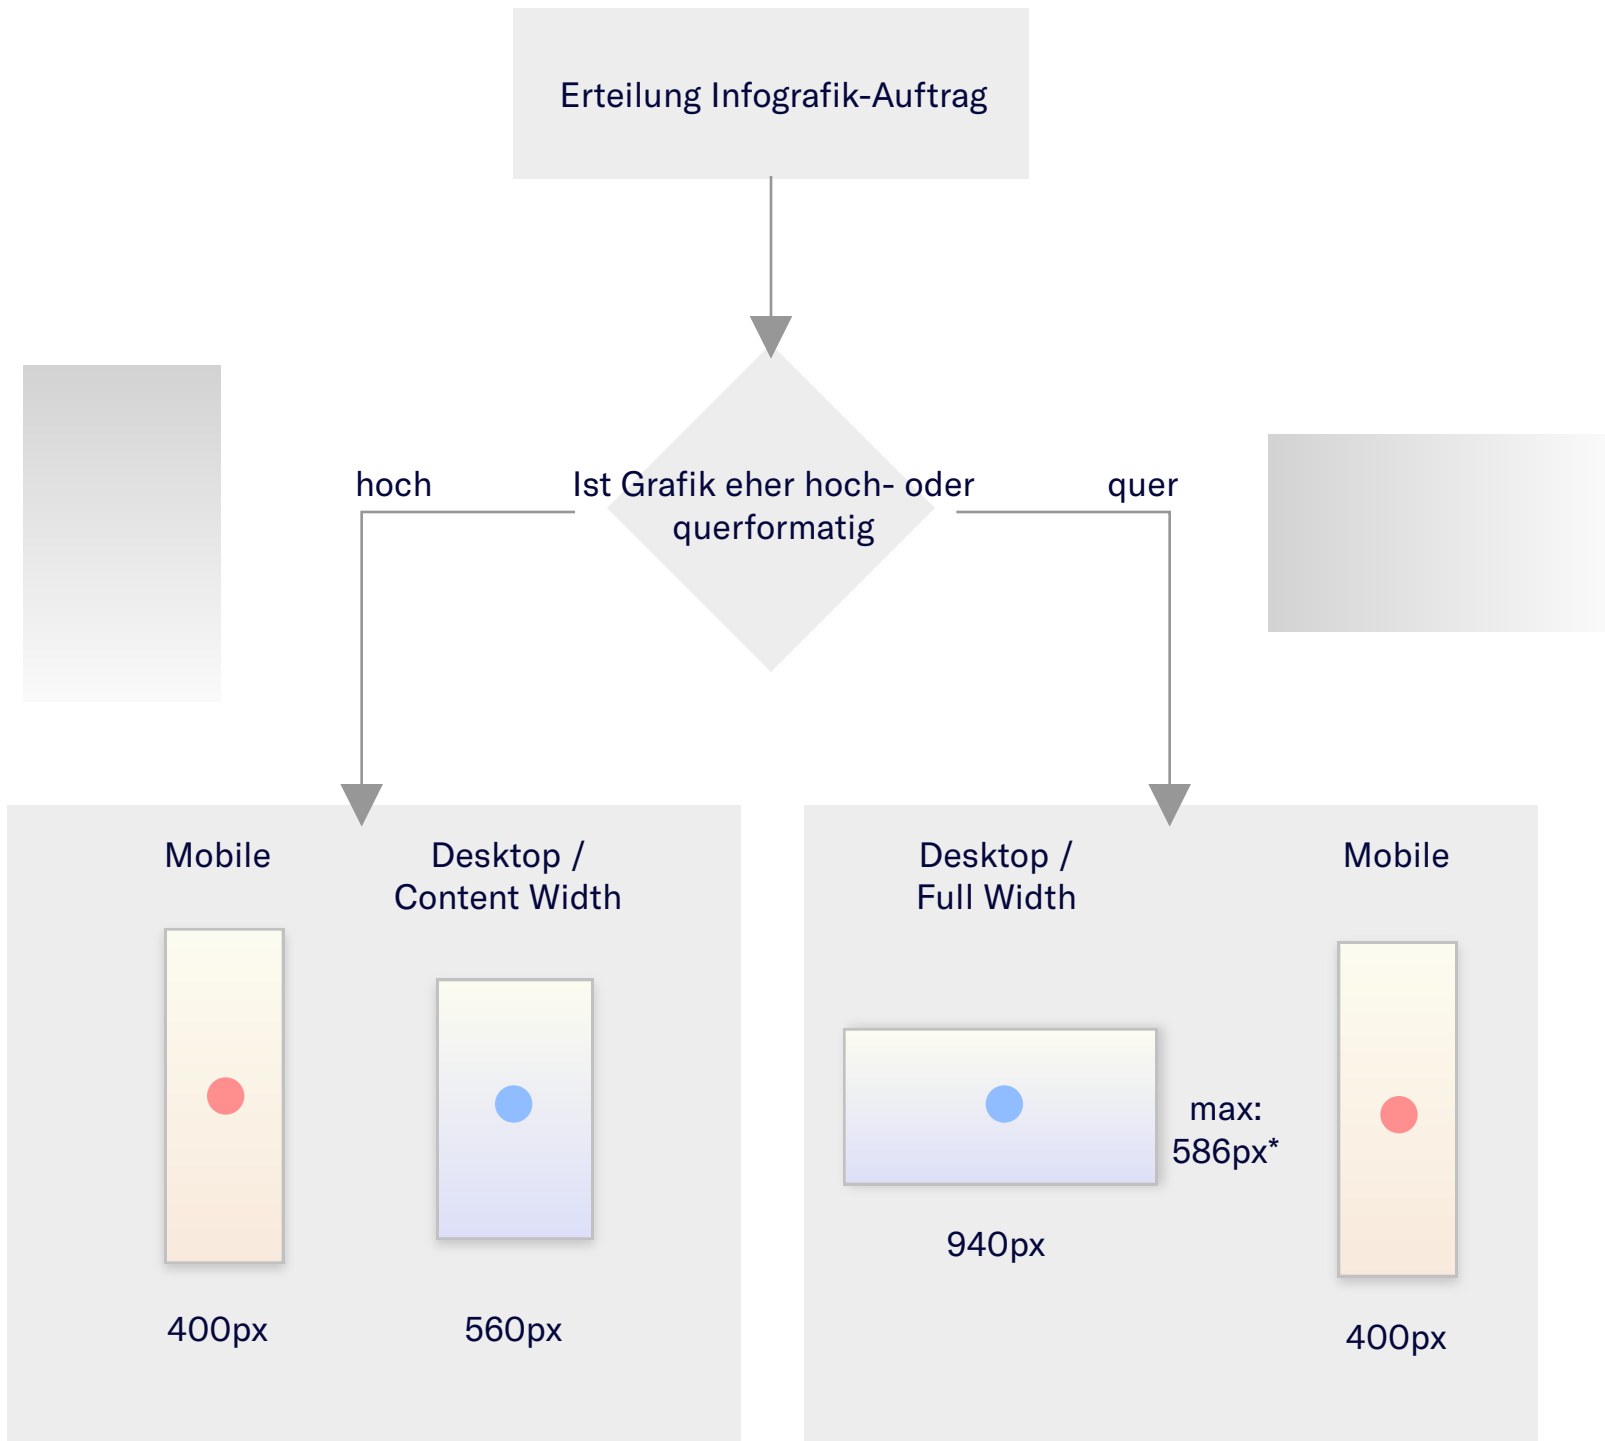 Erteilung Infografik-Auftrag
hoch
Ist Grafik eher hoch- oder
querformatig
quer
Mobile
Desktop /
Content Width
400px
560px
Desktop /
Full Width
Mobile
max:
586px*
940px
400px